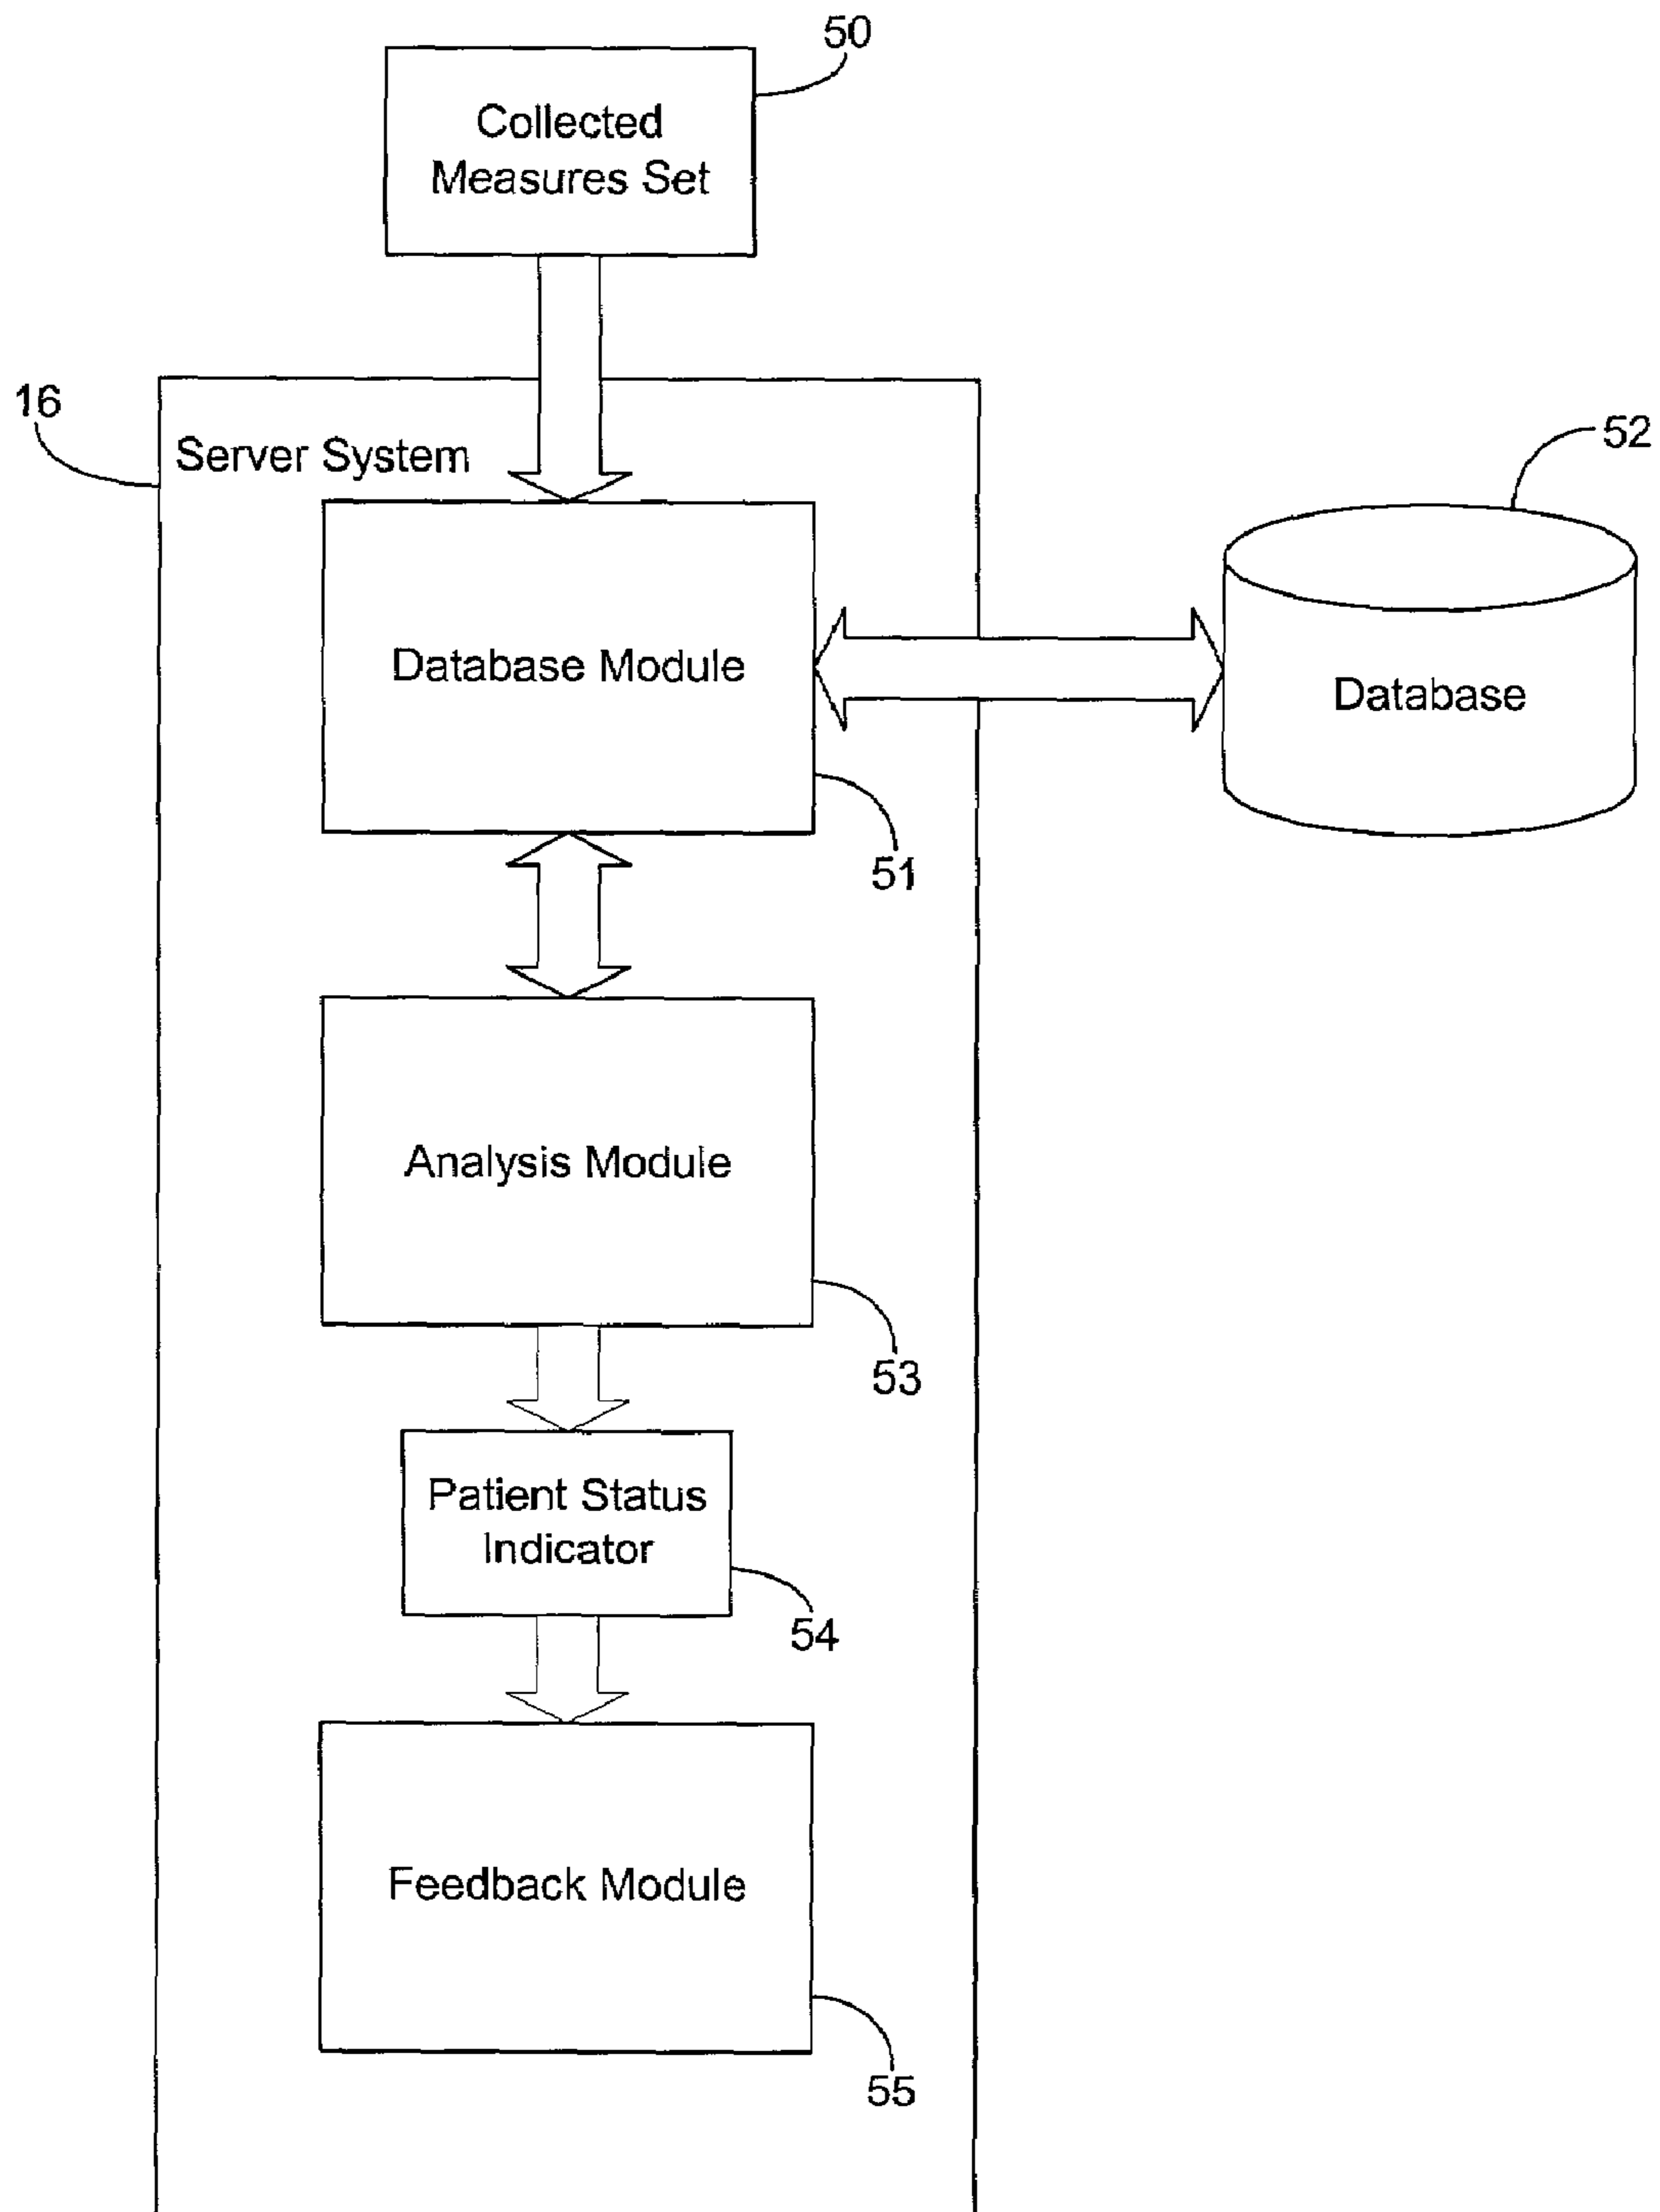 50
Collected
Measures Set
16
Server System
52
Database Module
Database
51
Analysis Module
53
Patient Status
Indicator
54
Feedback Module
55